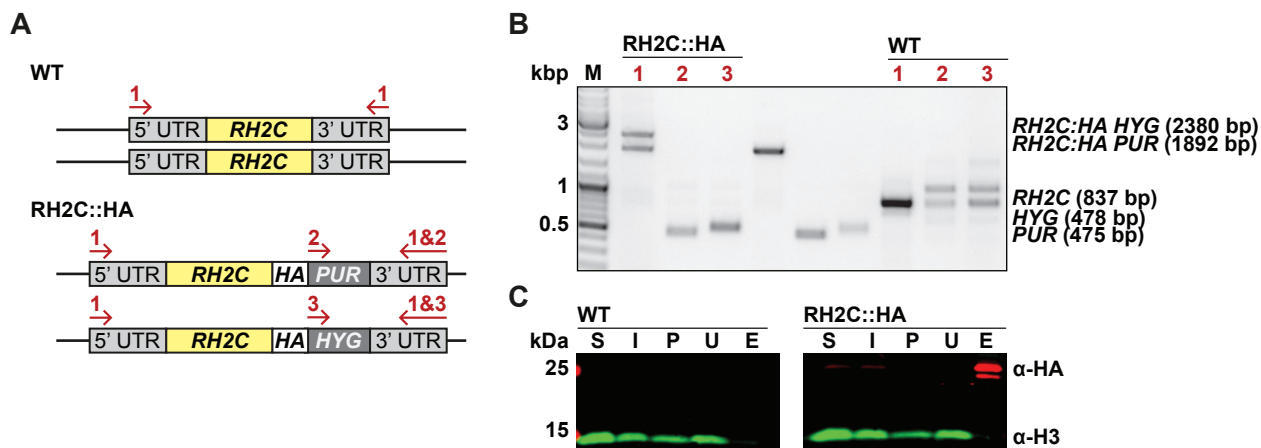 A
WT
1 1
5' UTR RH2C 3' UTR
5' UTR RH2C 3' UTR
RH2C::HA
1 2 1&2
5' UTR RH2C HA PUR 3' UTR
1 3 1&3
5' UTR RH2C HA HYG 3' UTR
B
RH2C::HA WT
kbp M 1 2 3 1 2 3
3
1
0.5
RH2C:HA HYG (2380 bp)
RH2C:HA PUR (1892 bp)
RH2C (837 bp)
HYG (478 bp)
PUR (475 bp)
C
WT RH2C::HA
kDa S I P U E S I P U E
25 α-HA
15 α-H3